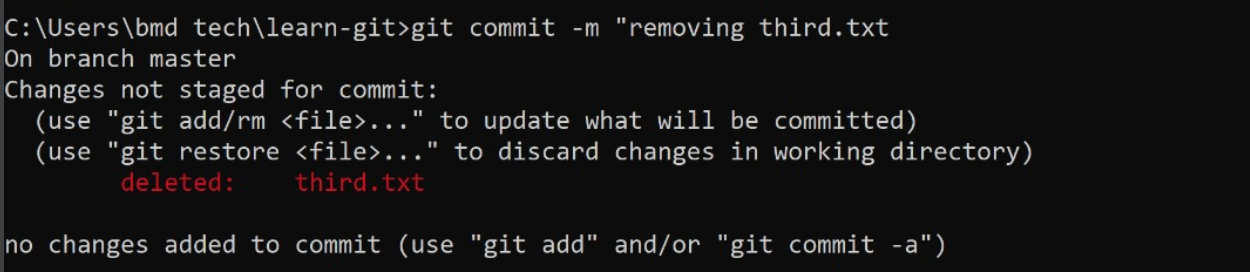 C:\Users\bmd tech\learn-git>git commit -m "removing third.txt
On branch master
Changes not staged for commit:
  (use "git add/rm <file>..." to update what will be committed)
  (use "git restore <file>..." to discard changes in working directory)
        deleted:    third.txt

no changes added to commit (use "git add" and/or "git commit -a")